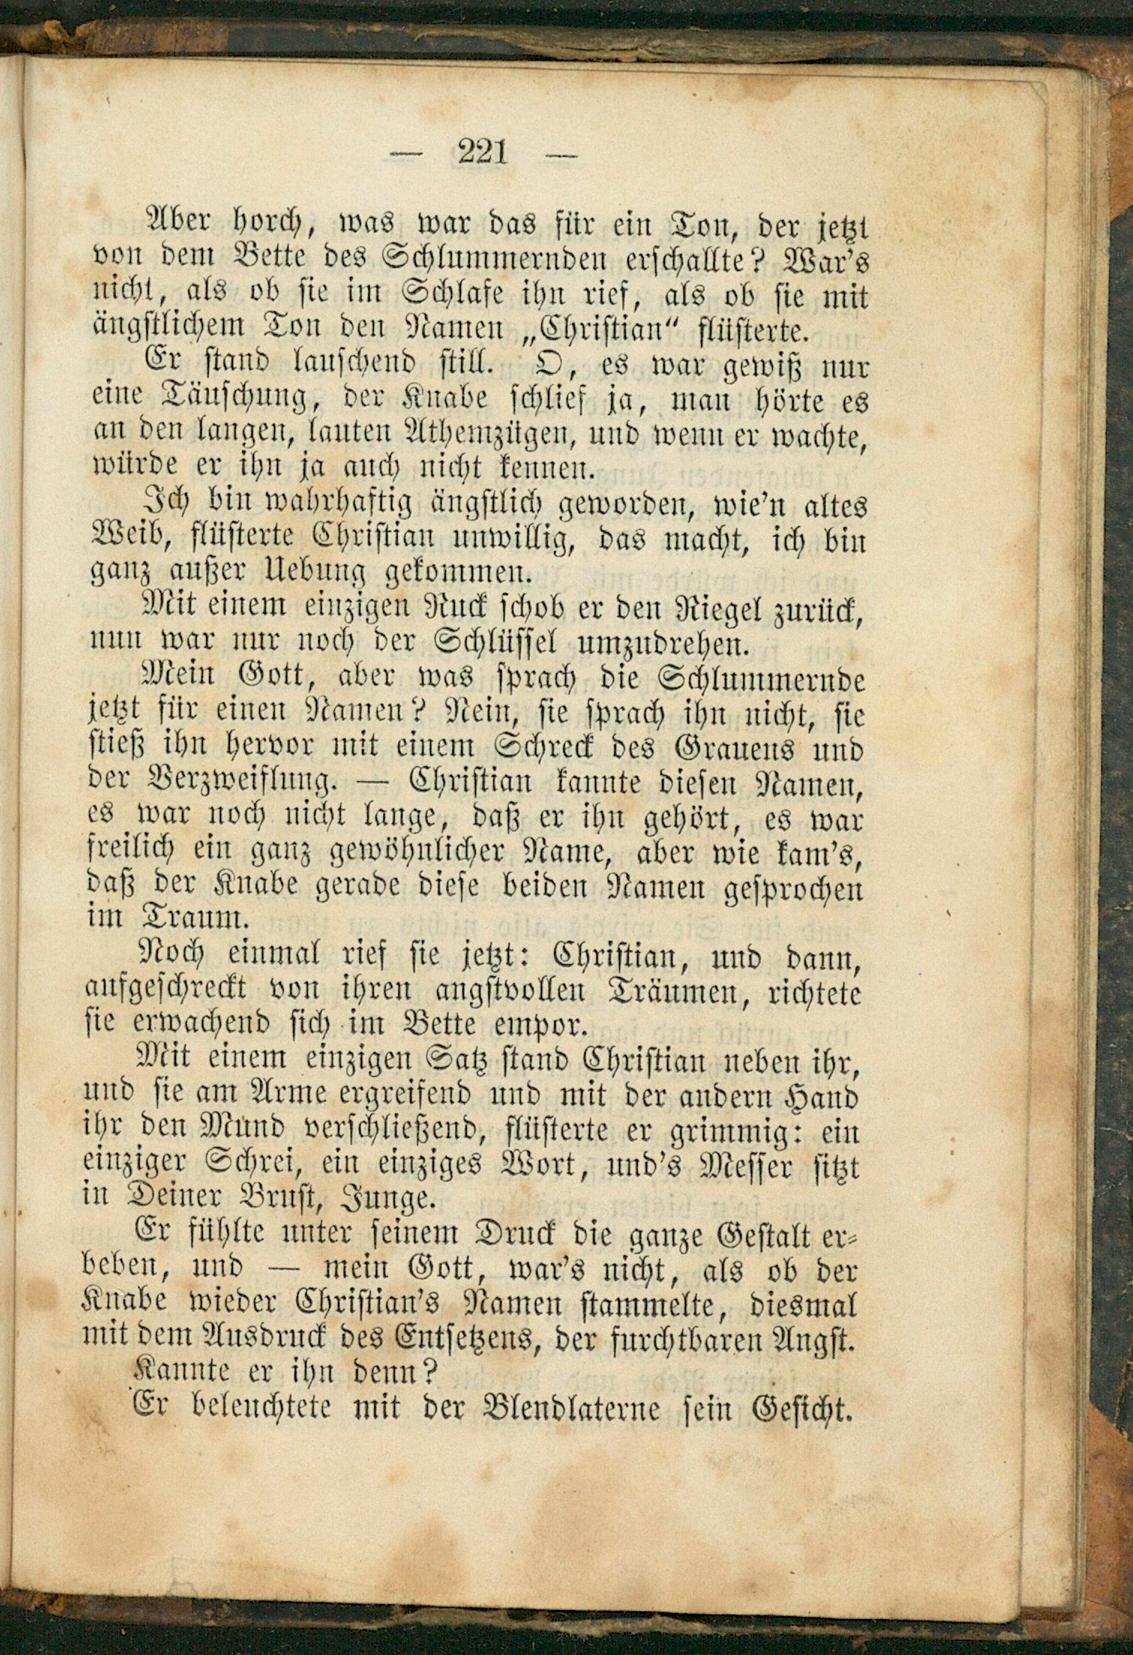 — 221 —
Aber horch, was war das für ein Ton, der jetzt
von dem Bette des Schlummernden erschallte? War's
nicht, als ob sie im Schlafe ihn rief, als ob sie mit
ängstlichem Ton den Namen „Christian“ flüsterte.
Er stand lauschend still. O, es war gewiß nur
eine Täuschung, der Knabe schlief ja, man hörte es
an den langen, lauten Athemzügen, und wenn er wachte,
würde er ihn ja auch nicht kennen.
Ich bin wahrhaftig ängstlich geworden, wie'n altes
Weib, flüsterte Christian unwillig, das macht, ich bin
ganz außer Uebung gekommen.
Mit einem einzigen Ruck schob er den Riegel zurück,
nun war nur noch der Schlüssel umzudrehen.
Mein Gott, aber was sprach die Schlummernde
jetzt für einen Namen? Nein, sie sprach ihn nicht, sie
stieß ihn hervor mit einem Schreck des Grauens und
der Verzweiflung. — Christian kannte diesen Namen,
es war noch nicht lange, daß er ihn gehört, es war
freilich ein ganz gewöhnlicher Name, aber wie kam's,
daß der Knabe gerade diese beiden Namen gesprochen
im Traum.
Noch einmal rief sie jetzt: Christian, und dann,
aufgeschreckt von ihren angstvollen Träumen, richtete
sie erwachend sich im Bette empor.
Mit einem einzigen Satz stand Christian neben ihr,
und sie am Arme ergreifend und mit der andern Hand
ihr den Mund verschließend, flüsterte er grimmig: ein
einziger Schrei, ein einziges Wort, und's Messer sitzt
in Deiner Brust, Junge.
Er fühlte unter seinem Druck die ganze Gestalt er-
beben, und — mein Gott, war's nicht, als ob der
Knabe wieder Christian's Namen stammelte, diesmal
mit dem Ausdruck des Entsetzens, der furchtbaren Angst.
Kannte er ihn denn?
Er beleuchtete mit der Blendlaterne sein Gesicht.